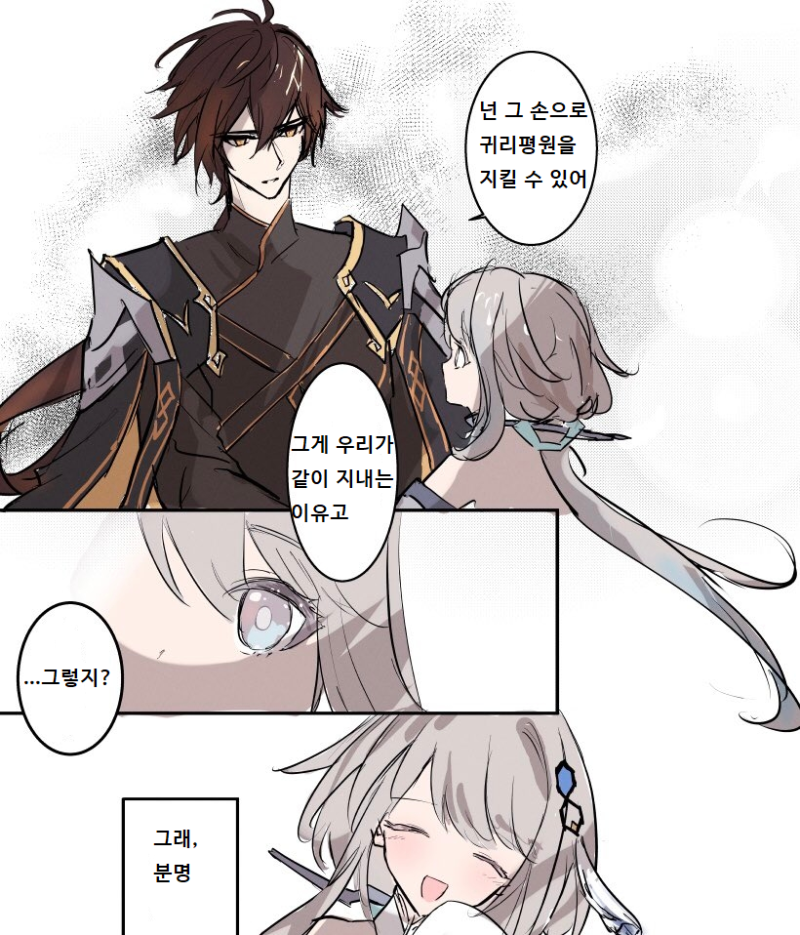 넌 그 손으로
귀리평원을
지킬 수 있어
그게 우리가
같이 지내는
이유고
...그렇지?
그래,
분명